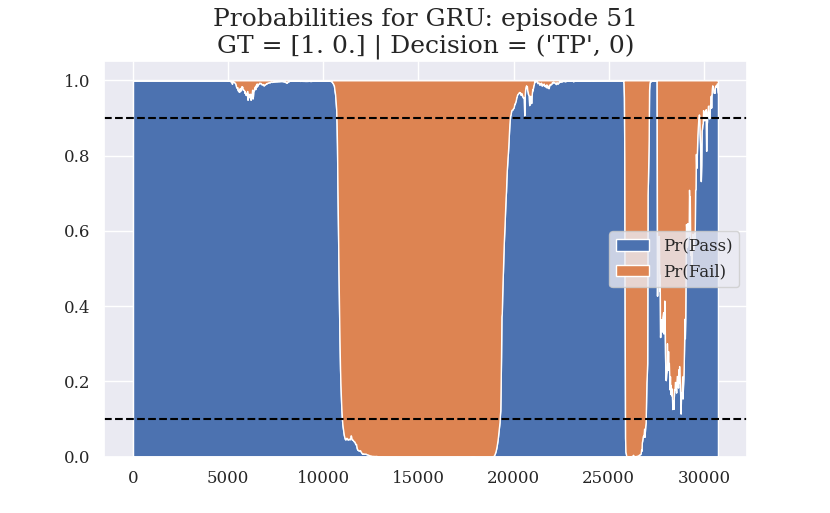 Probabilities for GRU: episode 51
GT = [1. 0.] | Decision = ('TP', 0)
1.0
0.8
0.6
0.4
0.2
0.0
Pr(Pass)
Pr(Fail)
0 5000 10000 15000 20000 25000 30000